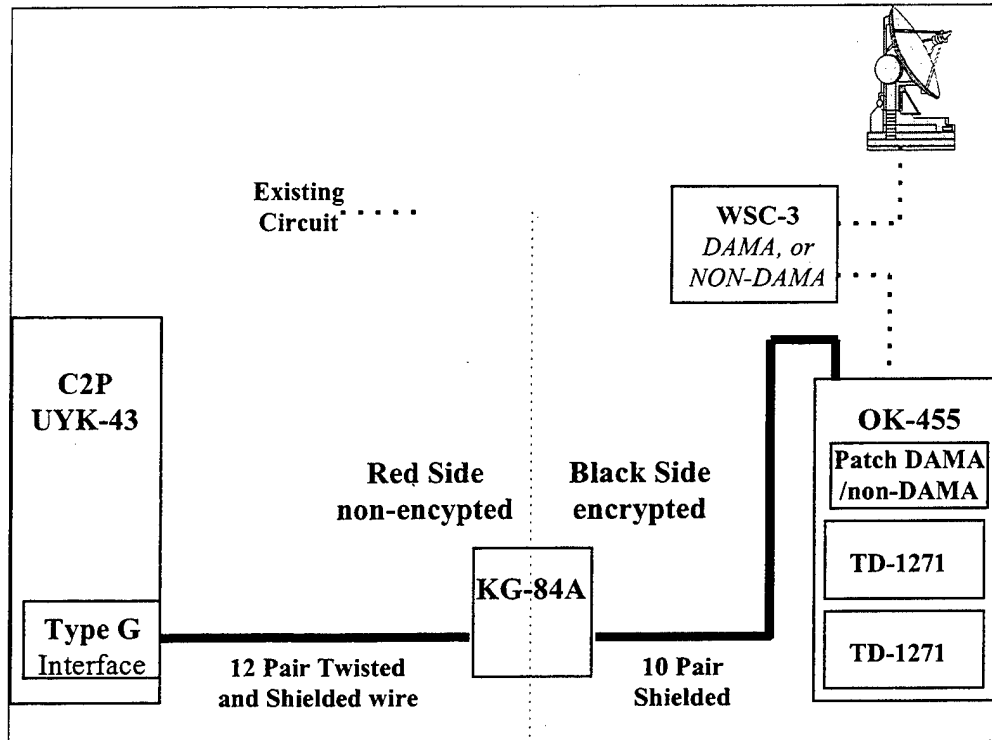 Existing
Circuit
WSC-3
DAMA, or
NON-DAMA
C2P
UYK-43
OK-455
Patch DAMA
/non-DAMA
Red Side
non-encypted
Black Side
encrypted
TD-1271
KG-84A
Type G
Interface
12 Pair Twisted
and Shielded wire
10 Pair
Shielded
TD-1271